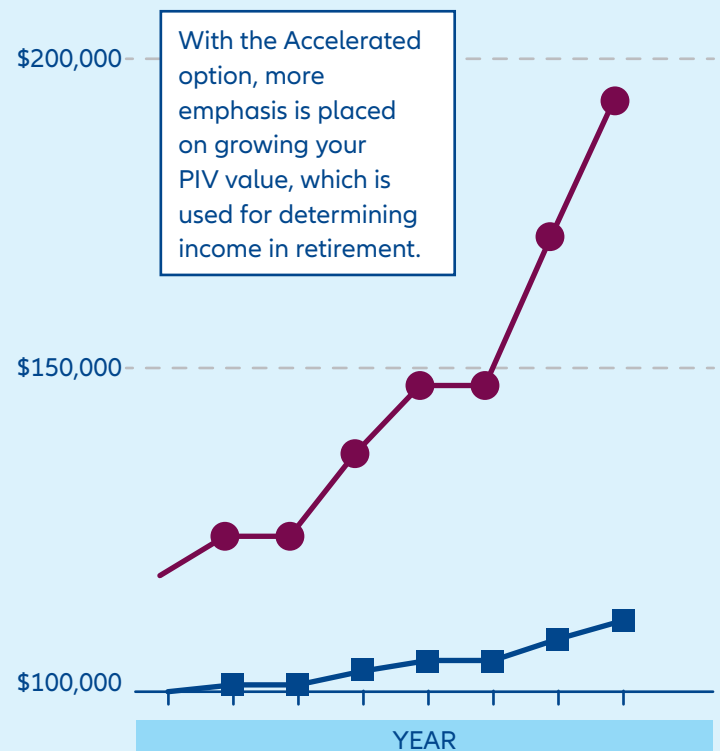 $200,000
With the Accelerated
option, more
emphasis is placed
on growing your
PIV value, which is
used for determining
income in retirement.
$150,000
$100,000
YEAR